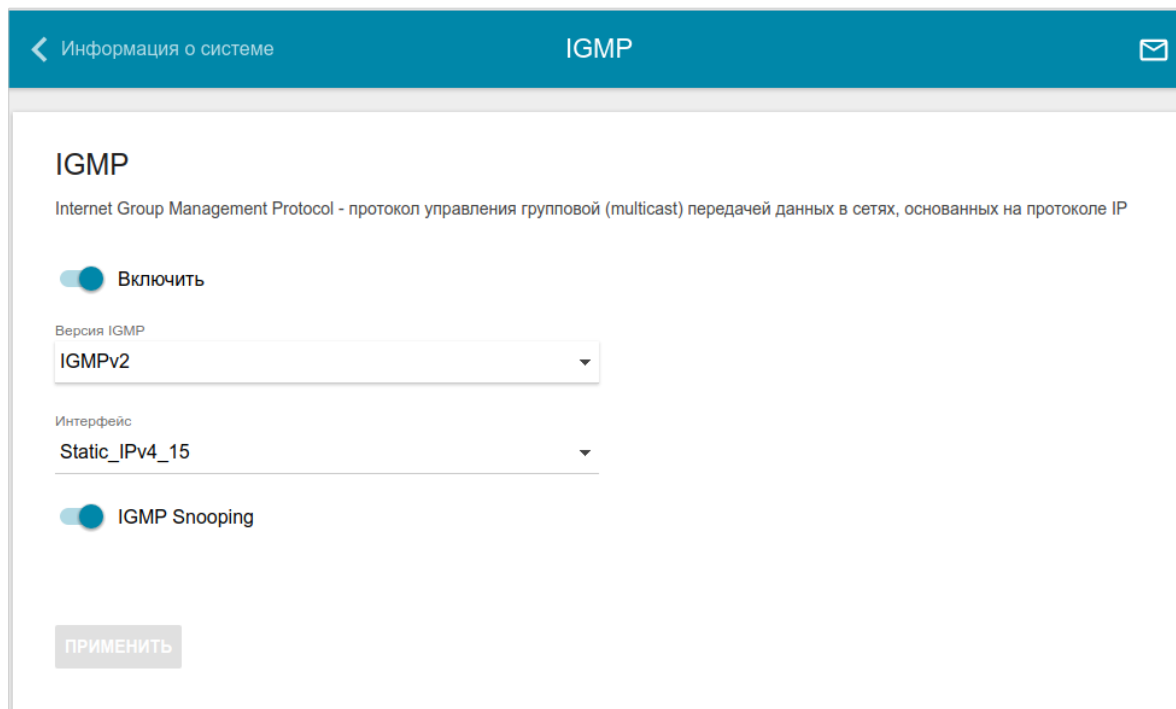 Информация о системе
IGMP
IGMP
Internet Group Management Protocol - протокол управления групповой (multicast) передачей данных в сетях, основанных на протоколе IP
Включить
Версия IGMP
IGMPv2
Интерфейс
Static_IPv4_15
IGMP Snooping
ПРИМЕНИТЬ